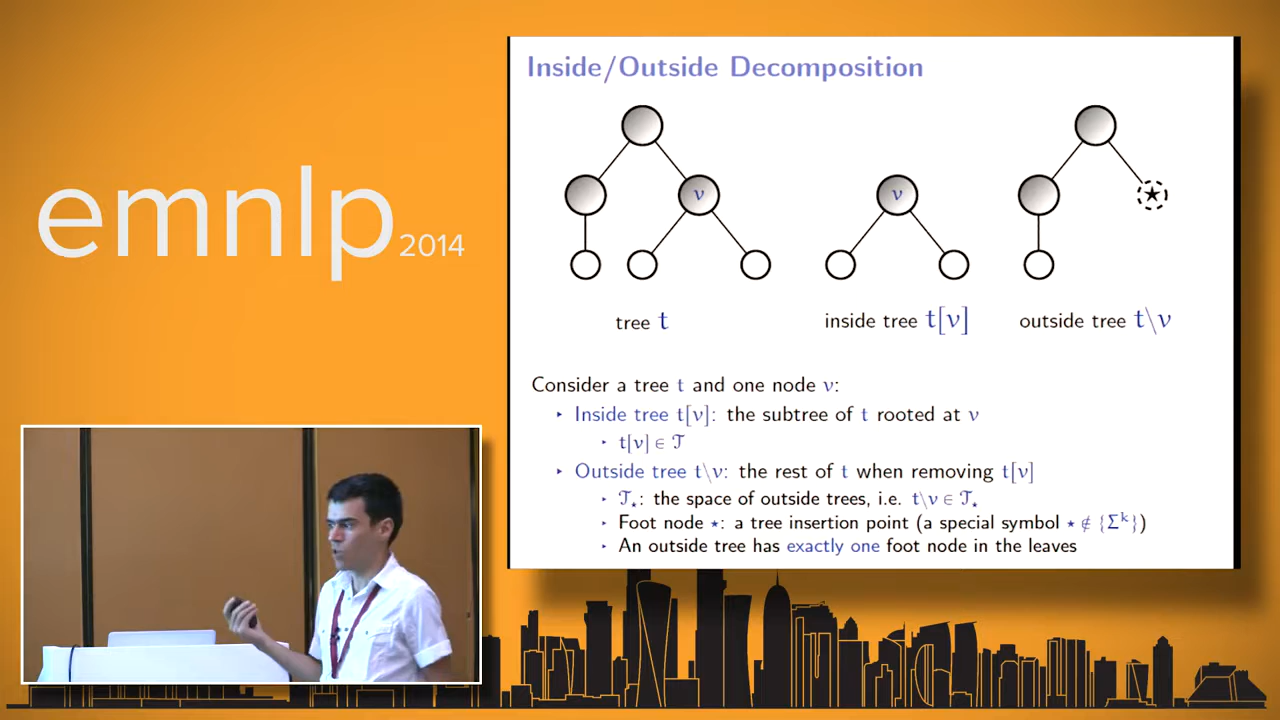 emnlp 2014
Inside/Outside Decomposition
v
v
★
tree t
inside tree t[v]
outside tree t\v
Consider a tree t and one node v:
‣ Inside tree t[v]: the subtree of t rooted at v
‣ t[v] ∈ 𝒯
‣ Outside tree t\v: the rest of t when removing t[v]
‣ 𝒯⋆: the space of outside trees, i.e. t\v ∈ 𝒯⋆
‣ Foot node ⋆: a tree insertion point (a special symbol ⋆ ∉ {Σᵏ})
‣ An outside tree has exactly one foot node in the leaves